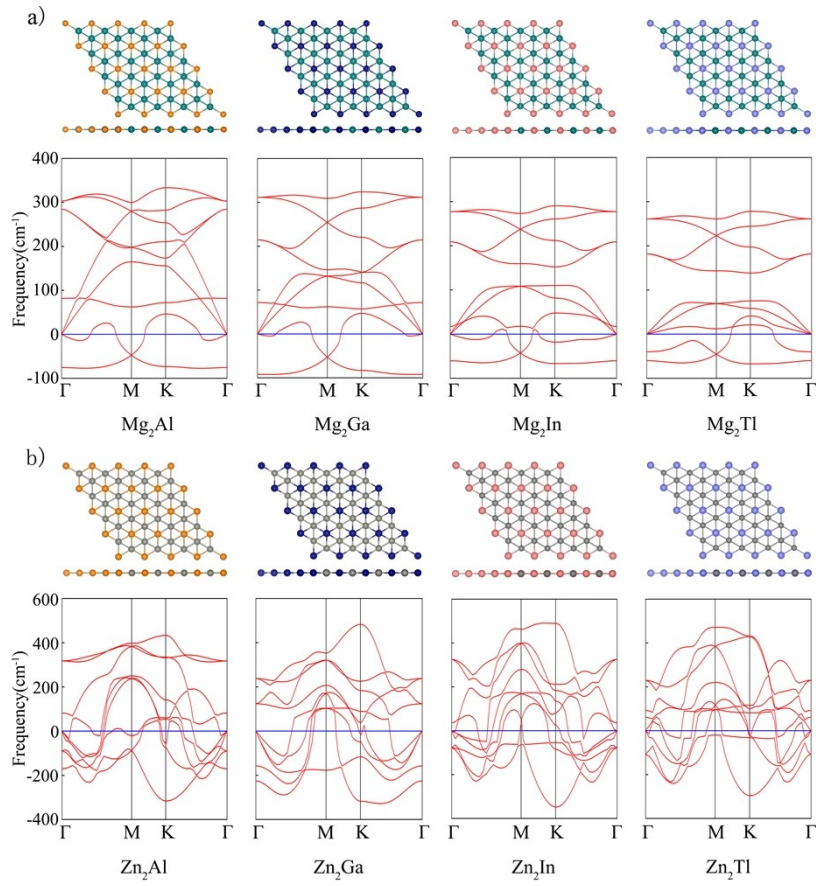 a)
400
300
200
100
0
-100
Frequency(cm⁻¹)
Γ M K Γ Γ M K Γ Γ M K Γ Γ M K Γ
Mg₂Al Mg₂Ga Mg₂In Mg₂Tl
b)
600
400
200
0
-200
-400
Frequency(cm⁻¹)
Γ M K Γ Γ M K Γ Γ M K Γ Γ M K Γ
Zn₂Al Zn₂Ga Zn₂In Zn₂Tl